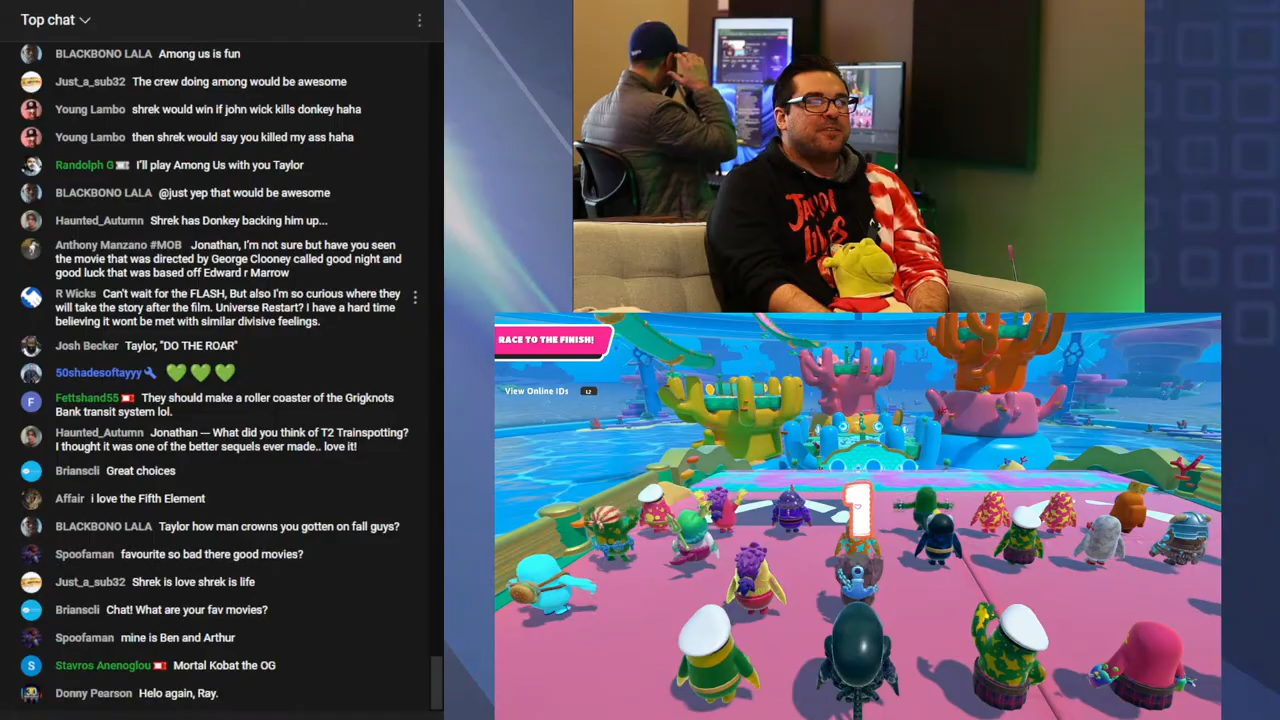 Top chat
BLACKBONO LALA Among us is fun
Just_a_sub32 The crew doing among would be awesome
Young Lambo shrek would win if john wick kills donkey haha
Young Lambo then shrek would say you killed my ass haha
Randolph G I'll play Among Us with you Taylor
BLACKBONO LALA @just yep that would be awesome
Haunted_Autumn Shrek has Donkey backing him up...
Anthony Manzano #MOB Jonathan, I'm not sure but have you seen
the movie that was directed by George Clooney called good night and
good luck that was based off Edward r Marrow
R Wicks Can't wait for the FLASH, But also I'm so curious where they
will take the story after the film. Universe Restart? I have a hard time
believing it wont be met with similar divisive feelings.
Josh Becker Taylor, "DO THE ROAR"
50shadesoftayyy
Fettshand55 They should make a roller coaster of the Grigknots
Bank transit system lol.
Haunted_Autumn Jonathan — What did you think of T2 Trainspotting?
I thought it was one of the better sequels ever made.. love it!
Brianscli Great choices
Affair i love the Fifth Element
BLACKBONO LALA Taylor how man crowns you gotten on fall guys?
Spoofaman favourite so bad there good movies?
Just_a_sub32 Shrek is love shrek is life
Brianscli Chat! What are your fav movies?
Spoofaman mine is Ben and Arthur
Stavros Anenoglou Mortal Kobat the OG
Donny Pearson Helo again, Ray.
F
S
RACE TO THE FINISH!
View Online IDs L2
1